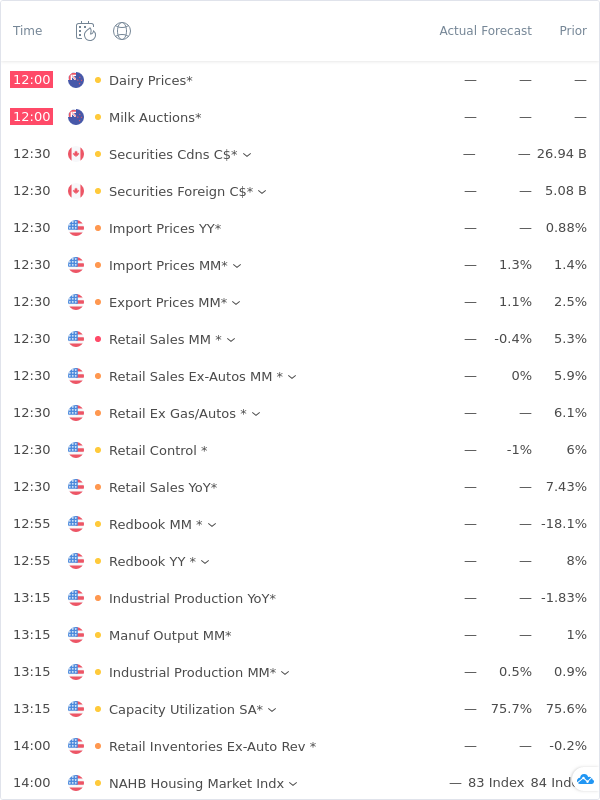 Time Actual Forecast Prior
12:00 Dairy Prices* — — —
12:00 Milk Auctions* — — —
12:30 Securities Cdns C$* — — 26.94 B
12:30 Securities Foreign C$* — — 5.08 B
12:30 Import Prices YY* — — 0.88%
12:30 Import Prices MM* — 1.3% 1.4%
12:30 Export Prices MM* — 1.1% 2.5%
12:30 Retail Sales MM * — -0.4% 5.3%
12:30 Retail Sales Ex-Autos MM * — 0% 5.9%
12:30 Retail Ex Gas/Autos * — — 6.1%
12:30 Retail Control * — -1% 6%
12:30 Retail Sales YoY* — — 7.43%
12:55 Redbook MM * — — -18.1%
12:55 Redbook YY * — — 8%
13:15 Industrial Production YoY* — — -1.83%
13:15 Manuf Output MM* — — 1%
13:15 Industrial Production MM* — 0.5% 0.9%
13:15 Capacity Utilization SA* — 75.7% 75.6%
14:00 Retail Inventories Ex-Auto Rev * — — -0.2%
14:00 NAHB Housing Market Indx — 83 Index 84